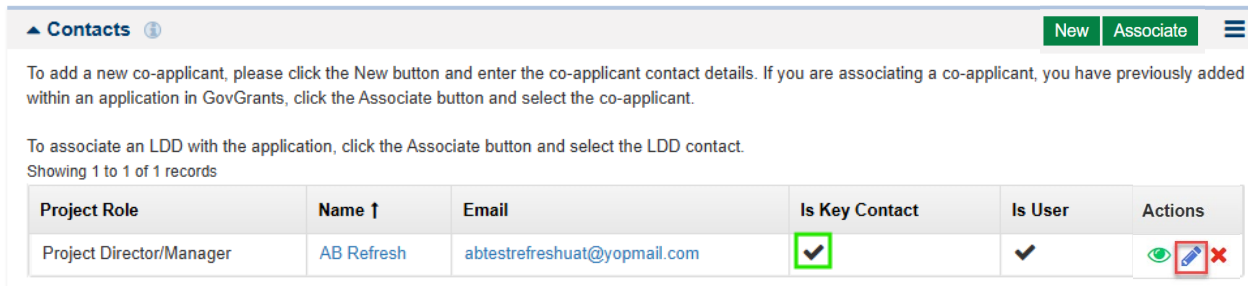 Contacts
New Associate
To add a new co-applicant, please click the New button and enter the co-applicant contact details. If you are associating a co-applicant, you have previously added
within an application in GovGrants, click the Associate button and select the co-applicant.
To associate an LDD with the application, click the Associate button and select the LDD contact.
Showing 1 to 1 of 1 records
Project Role Name ↑ Email Is Key Contact Is User Actions
Project Director/Manager AB Refresh abtestrefreshuat@yopmail.com